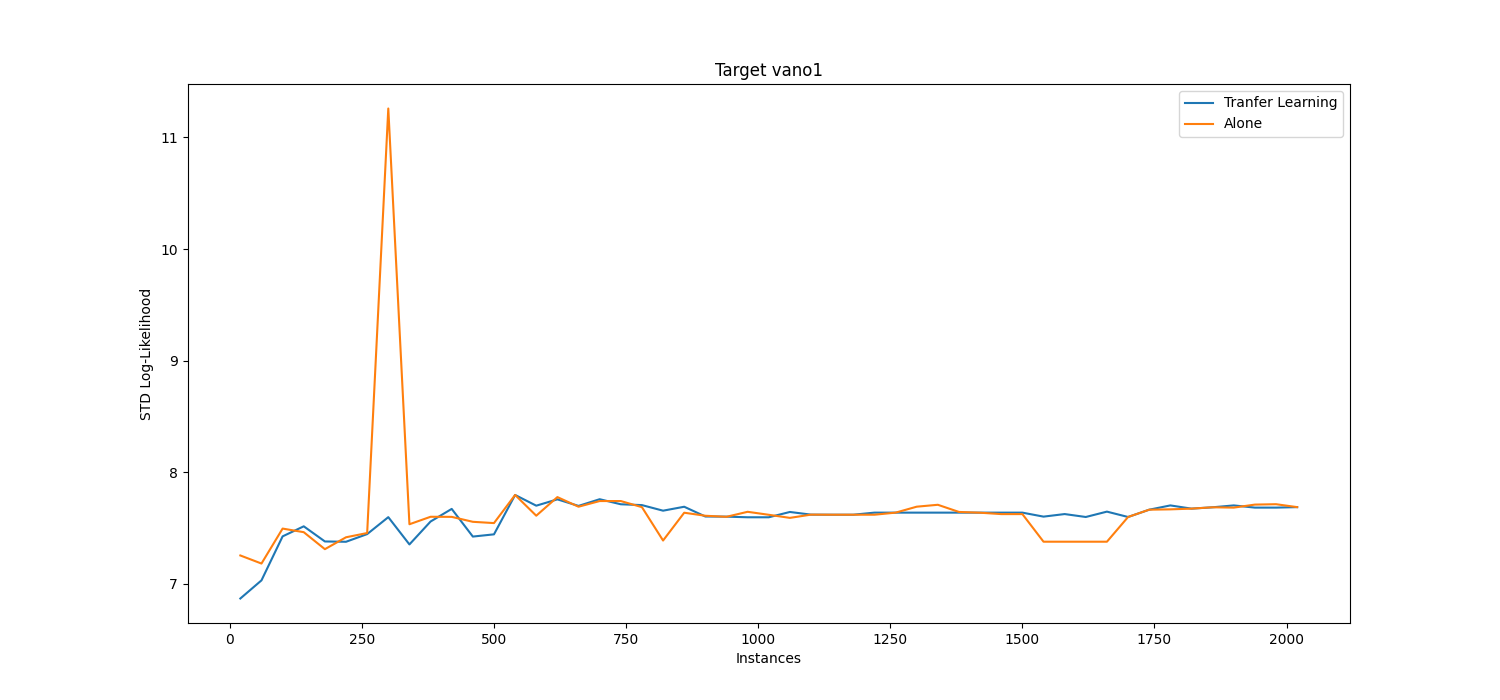 Target vano1
Tranfer Learning
Alone
11
10
9
8
7
STD Log-Likelihood
0 250 500 750 1000 1250 1500 1750 2000
Instances